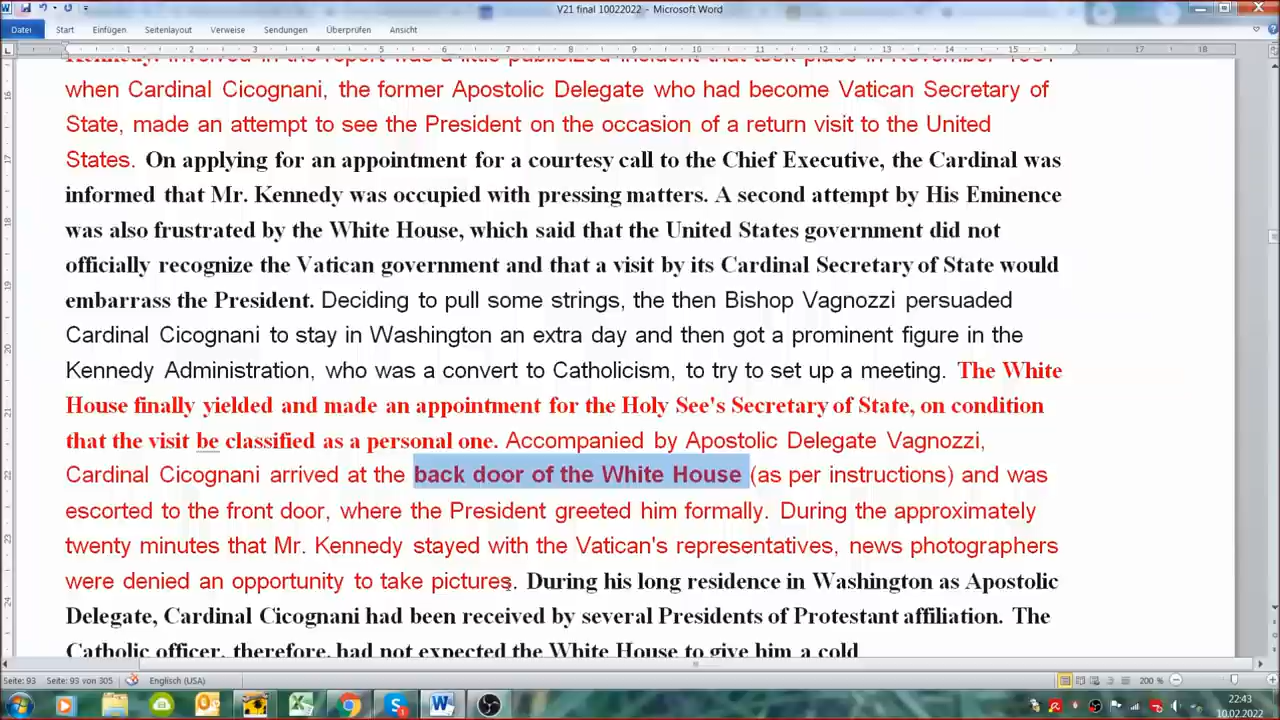 V21 final 10022022 - Microsoft Word
Datei Start Einfügen Seitenlayout Verweise Sendungen Überprüfen Ansicht
Kennedy. Involved in the report was a little publicized incident that took place in November
when Cardinal Cicognani, the former Apostolic Delegate who had become Vatican Secretary of
State, made an attempt to see the President on the occasion of a return visit to the United
States. On applying for an appointment for a courtesy call to the Chief Executive, the Cardinal was
informed that Mr. Kennedy was occupied with pressing matters. A second attempt by His Eminence
was also frustrated by the White House, which said that the United States government did not
officially recognize the Vatican government and that a visit by its Cardinal Secretary of State would
embarrass the President. Deciding to pull some strings, the then Bishop Vagnozzi persuaded
Cardinal Cicognani to stay in Washington an extra day and then got a prominent figure in the
Kennedy Administration, who was a convert to Catholicism, to try to set up a meeting. The White
House finally yielded and made an appointment for the Holy See's Secretary of State, on condition
that the visit be classified as a personal one. Accompanied by Apostolic Delegate Vagnozzi,
Cardinal Cicognani arrived at the back door of the White House (as per instructions) and was
escorted to the front door, where the President greeted him formally. During the approximately
twenty minutes that Mr. Kennedy stayed with the Vatican's representatives, news photographers
were denied an opportunity to take pictures. During his long residence in Washington as Apostolic
Delegate, Cardinal Cicognani had been received by several Presidents of Protestant affiliation. The
Catholic officer, therefore, had not expected the White House to give him a cold
Seite: 93 Seite: 93 von 305 Englisch (USA) 200 %
22:43
10.02.2022